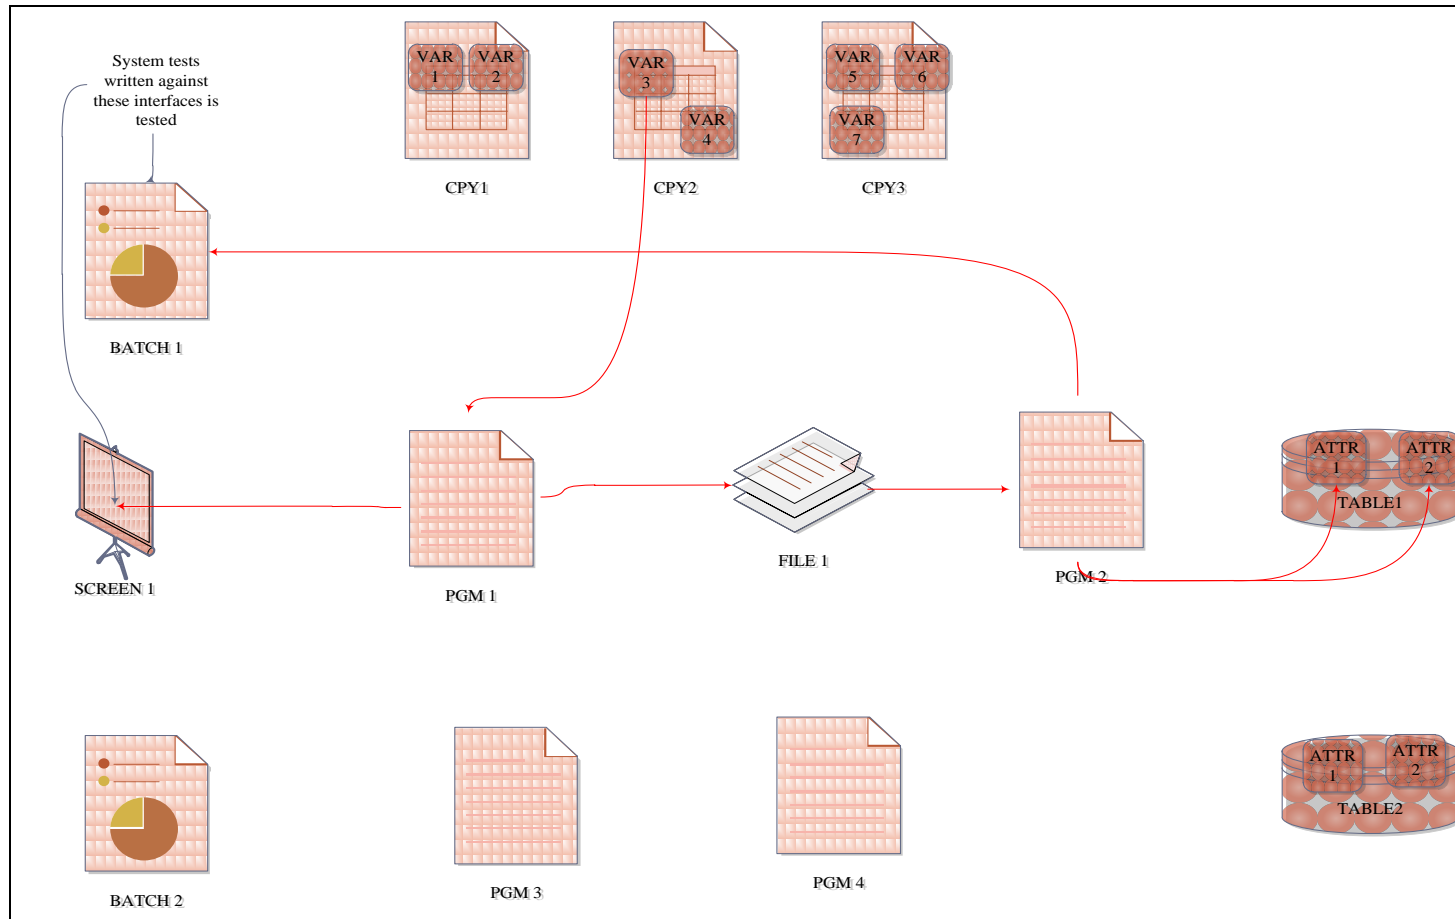 System tests
written against
these interfaces is
tested
VAR
1
VAR
2
VAR
3
VAR
4
VAR
5
VAR
6
VAR
7
CPY1
CPY2
CPY3
BATCH 1
SCREEN 1
PGM 1
FILE 1
PGM 2
ATTR
1
ATTR
2
TABLE1
BATCH 2
PGM 3
PGM 4
ATTR
1
ATTR
2
TABLE2